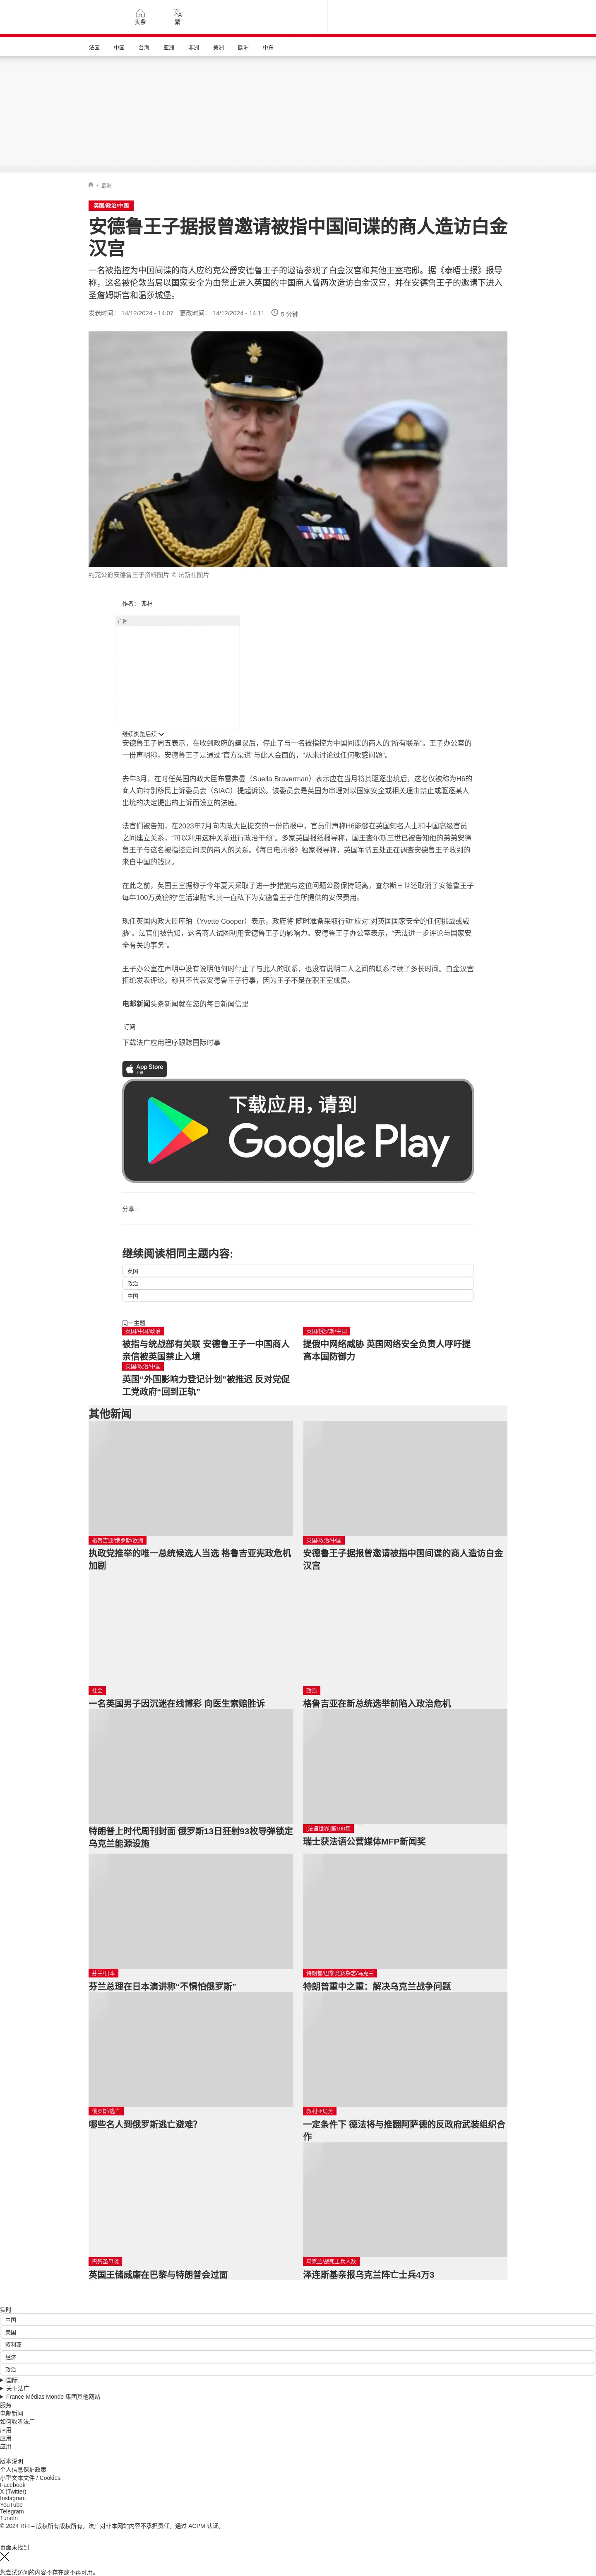 头条
繁
法国 中国 台海 亚洲 非洲 美洲 欧洲 中东
/ 欧洲
英国/政治/中国
安德鲁王子据报曾邀请被指中国间谍的商人造访白金
汉宫
一名被指控为中国间谍的商人应约克公爵安德鲁王子的邀请参观了白金汉宫和其他王室宅邸。据《泰晤士报》报导
称，这名被伦敦当局以国家安全为由禁止进入英国的中国商人曾两次造访白金汉宫，并在安德鲁王子的邀请下进入
圣詹姆斯宫和温莎城堡。
发表时间： 14/12/2024 - 14:07 更改时间： 14/12/2024 - 14:11 5 分钟
约克公爵安德鲁王子资料图片 © 法新社图片
作者： 弗林
广告
继续浏览后续
安德鲁王子周五表示，在收到政府的建议后，停止了与一名被指控为中国间谍的商人的“所有联系”。王子办公室的
一份声明称，安德鲁王子是通过“官方渠道”与此人会面的，“从未讨论过任何敏感问题”。
去年3月，在时任英国内政大臣布雷弗曼（Suella Braverman）表示应在当月将其驱逐出境后，这名仅被称为H6的
商人向特别移民上诉委员会（SIAC）提起诉讼。该委员会是英国为审理对以国家安全或相关理由禁止或驱逐某人
出境的决定提出的上诉而设立的法庭。
法官们被告知，在2023年7月向内政大臣提交的一份简报中，官员们声称H6能够在英国知名人士和中国高级官员
之间建立关系，“可以利用这种关系进行政治干预”。多家英国报纸报导称，国王查尔斯三世已被告知他的弟弟安德
鲁王子与这名被指控是间谍的商人的关系。《每日电讯报》独家报导称，英国军情五处正在调查安德鲁王子收到的
来自中国的钱财。
在此之前，英国王室据称于今年夏天采取了进一步措施与这位问题公爵保持距离，查尔斯三世还取消了安德鲁王子
每年100万英镑的“生活津贴”和其一直私下为安德鲁王子住所提供的安保费用。
现任英国内政大臣库珀（Yvette Cooper）表示，政府将“随时准备采取行动”应对“对英国国家安全的任何挑战或威
胁”。法官们被告知，这名商人试图利用安德鲁王子的影响力。安德鲁王子办公室表示，“无法进一步评论与国家安
全有关的事务”。
王子办公室在声明中没有说明他何时停止了与此人的联系，也没有说明二人之间的联系持续了多长时间。白金汉宫
拒绝发表评论，称其不代表安德鲁王子行事，因为王子不是在职王室成员。
电邮新闻头条新闻就在您的每日新闻信里
订阅
下载法广应用程序跟踪国际时事
App Store
下载
下载应用，请到
Google Play
分享 :
继续阅读相同主题内容:
英国
政治
中国
同一主题
英国/中国/政治
被指与统战部有关联 安德鲁王子一中国商人
亲信被英国禁止入境
英国/俄罗斯/中国
提俄中网络威胁 英国网络安全负责人呼吁提
高本国防御力
英国/政治/中国
英国“外国影响力登记计划”被推迟 反对党促
工党政府“回到正轨”
其他新闻
格鲁吉亚/俄罗斯/欧洲
执政党推举的唯一总统候选人当选 格鲁吉亚宪政危机
加剧
英国/政治/中国
安德鲁王子据报曾邀请被指中国间谍的商人造访白金
汉宫
社会
一名英国男子因沉迷在线博彩 向医生索赔胜诉
政治
格鲁吉亚在新总统选举前陷入政治危机
特朗普上时代周刊封面 俄罗斯13日狂射93枚导弹锁定
乌克兰能源设施
[法语世界]第100集
瑞士获法语公营媒体MFP新闻奖
芬兰/日本
芬兰总理在日本演讲称“不惧怕俄罗斯”
特朗普/巴黎竞赛杂志/乌克兰
特朗普重中之重：解决乌克兰战争问题
俄罗斯/逃亡
哪些名人到俄罗斯逃亡避难？
叙利亚局势
一定条件下 德法将与推翻阿萨德的反政府武装组织合
作
巴黎圣母院
英国王储威廉在巴黎与特朗普会过面
乌克兰/战死士兵人数
泽连斯基亲报乌克兰阵亡士兵4万3
实时
中国
美国
叙利亚
经济
政治
国际
关于法广
France Médias Monde 集团其他网站
服务
电邮新闻
如何收听法广
应用
应用
应用
版本说明
个人信息保护政策
小型文本文件 / Cookies
Facebook
X (Twitter)
Instagram
YouTube
Telegram
TuneIn
© 2024 RFI – 版权所有版权所有。法广对非本网站内容不承担责任。通过 ACPM 认证。
页面未找到
您尝试访问的内容不存在或不再可用。